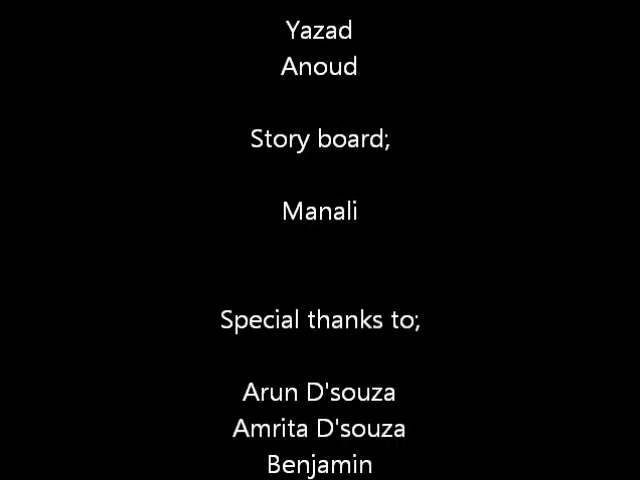 Yazad
Anoud
Story board;
Manali
Special thanks to;
Arun D'souza
Amrita D'souza
Benjamin